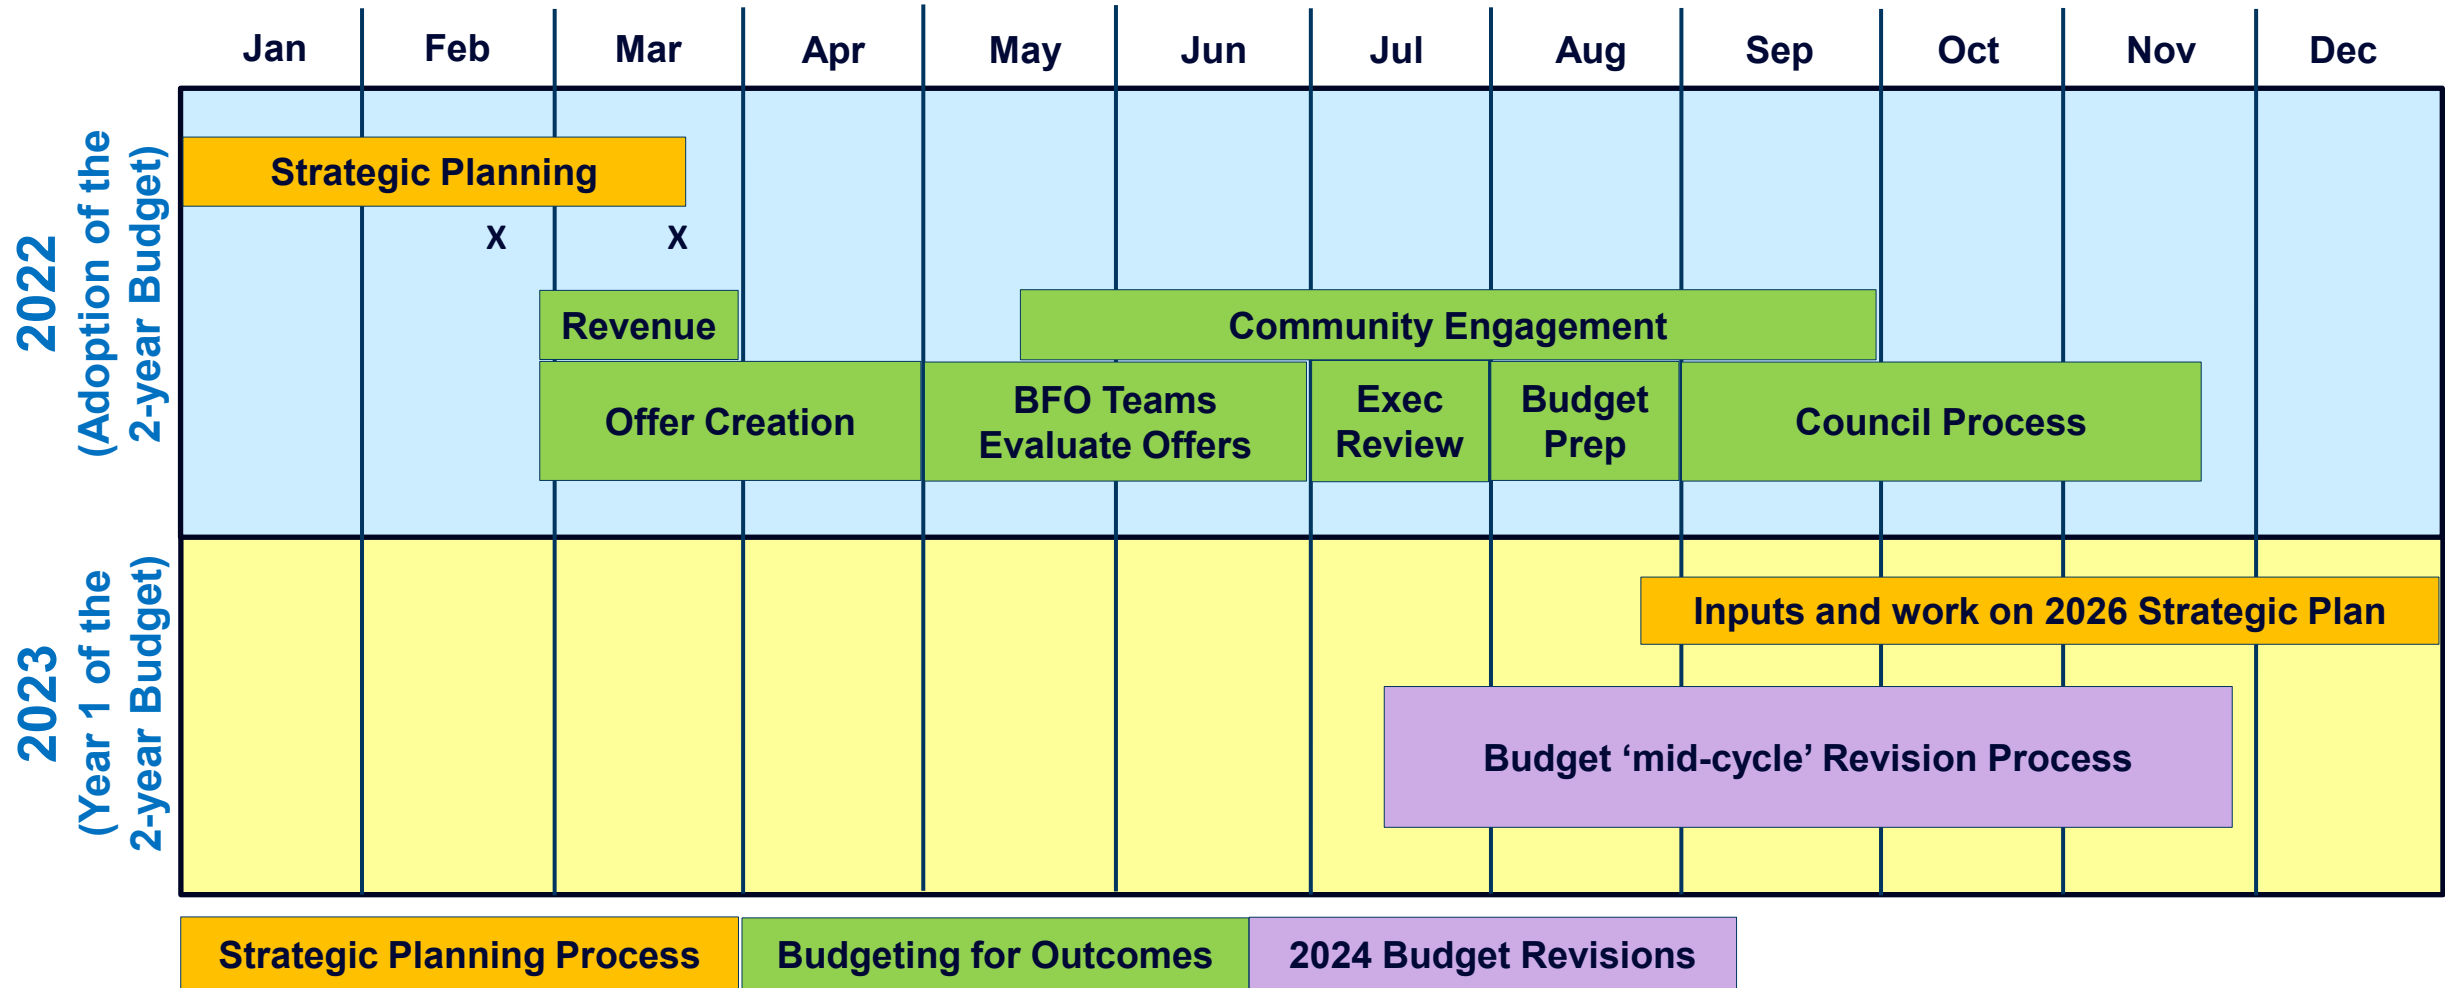 Jan Feb Mar Apr May Jun Jul Aug Sep Oct Nov Dec
2022
(Adoption of the
2-year Budget)
Strategic Planning
X X
Revenue
Community Engagement
Offer Creation
BFO Teams
Evaluate Offers
Exec
Review
Budget
Prep
Council Process
2023
(Year 1 of the
2-year Budget)
Inputs and work on 2026 Strategic Plan
Budget ‘mid-cycle’ Revision Process
Strategic Planning Process
Budgeting for Outcomes
2024 Budget Revisions